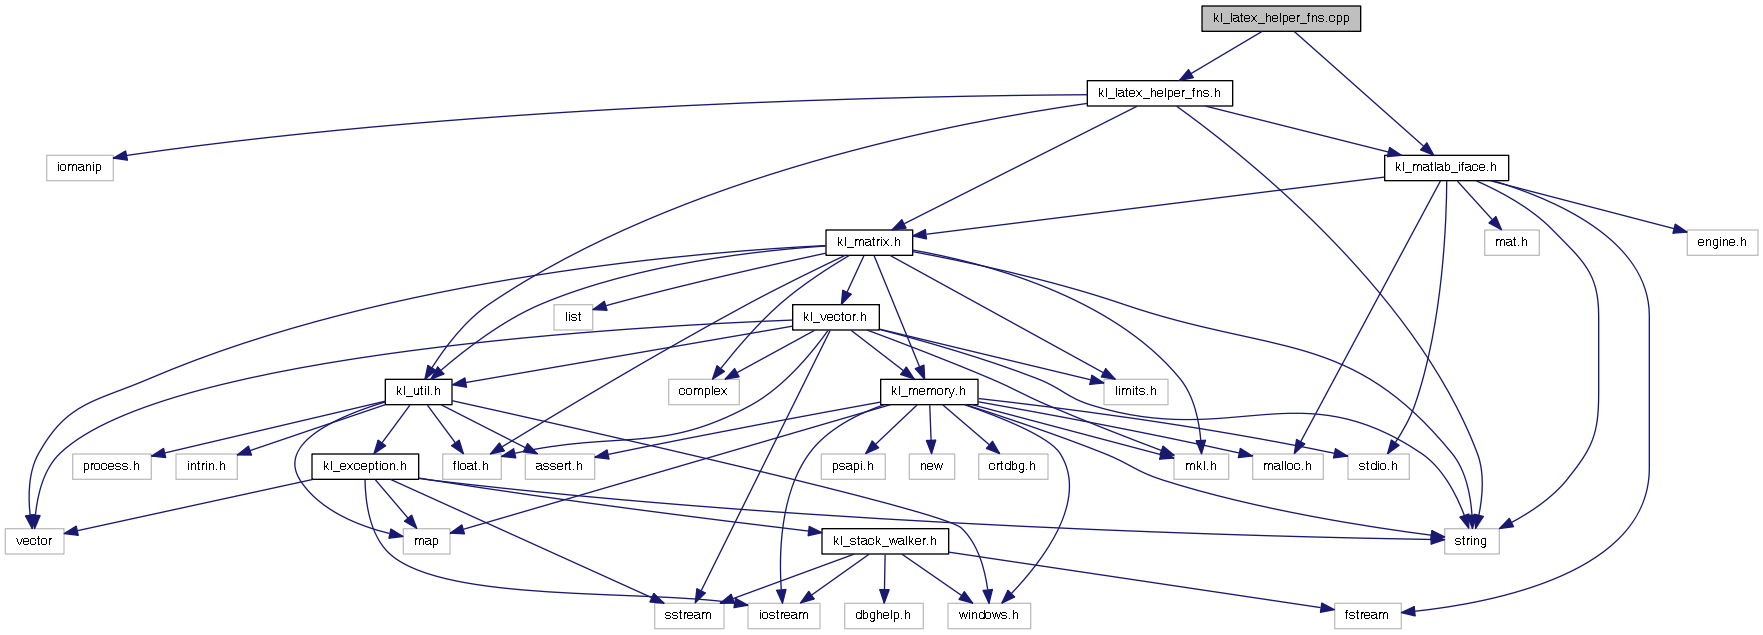 kl_latex_helper_fns.cpp
kl_latex_helper_fns.h
iomanip
kl_matlab_iface.h
kl_matrix.h
mat.h
engine.h
list
kl_vector.h
kl_util.h
complex
kl_memory.h
limits.h
process.h
intrin.h
kl_exception.h
float.h
assert.h
psapi.h
new
crtdbg.h
mkl.h
malloc.h
stdio.h
vector
map
kl_stack_walker.h
string
sstream
iostream
dbghelp.h
windows.h
fstream